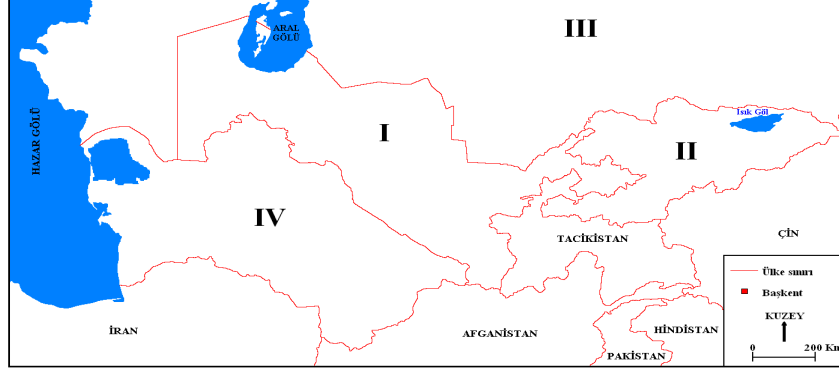 ARAL
GÖLÜ
III
HAZAR GÖLÜ
Isık Göl
I
II
IV
TACİKİSTAN
ÇİN
Ülke sınırı
Başkent
KUZEY
0 200 Km
İRAN
AFGANİSTAN
HİNDİSTAN
PAKİSTAN